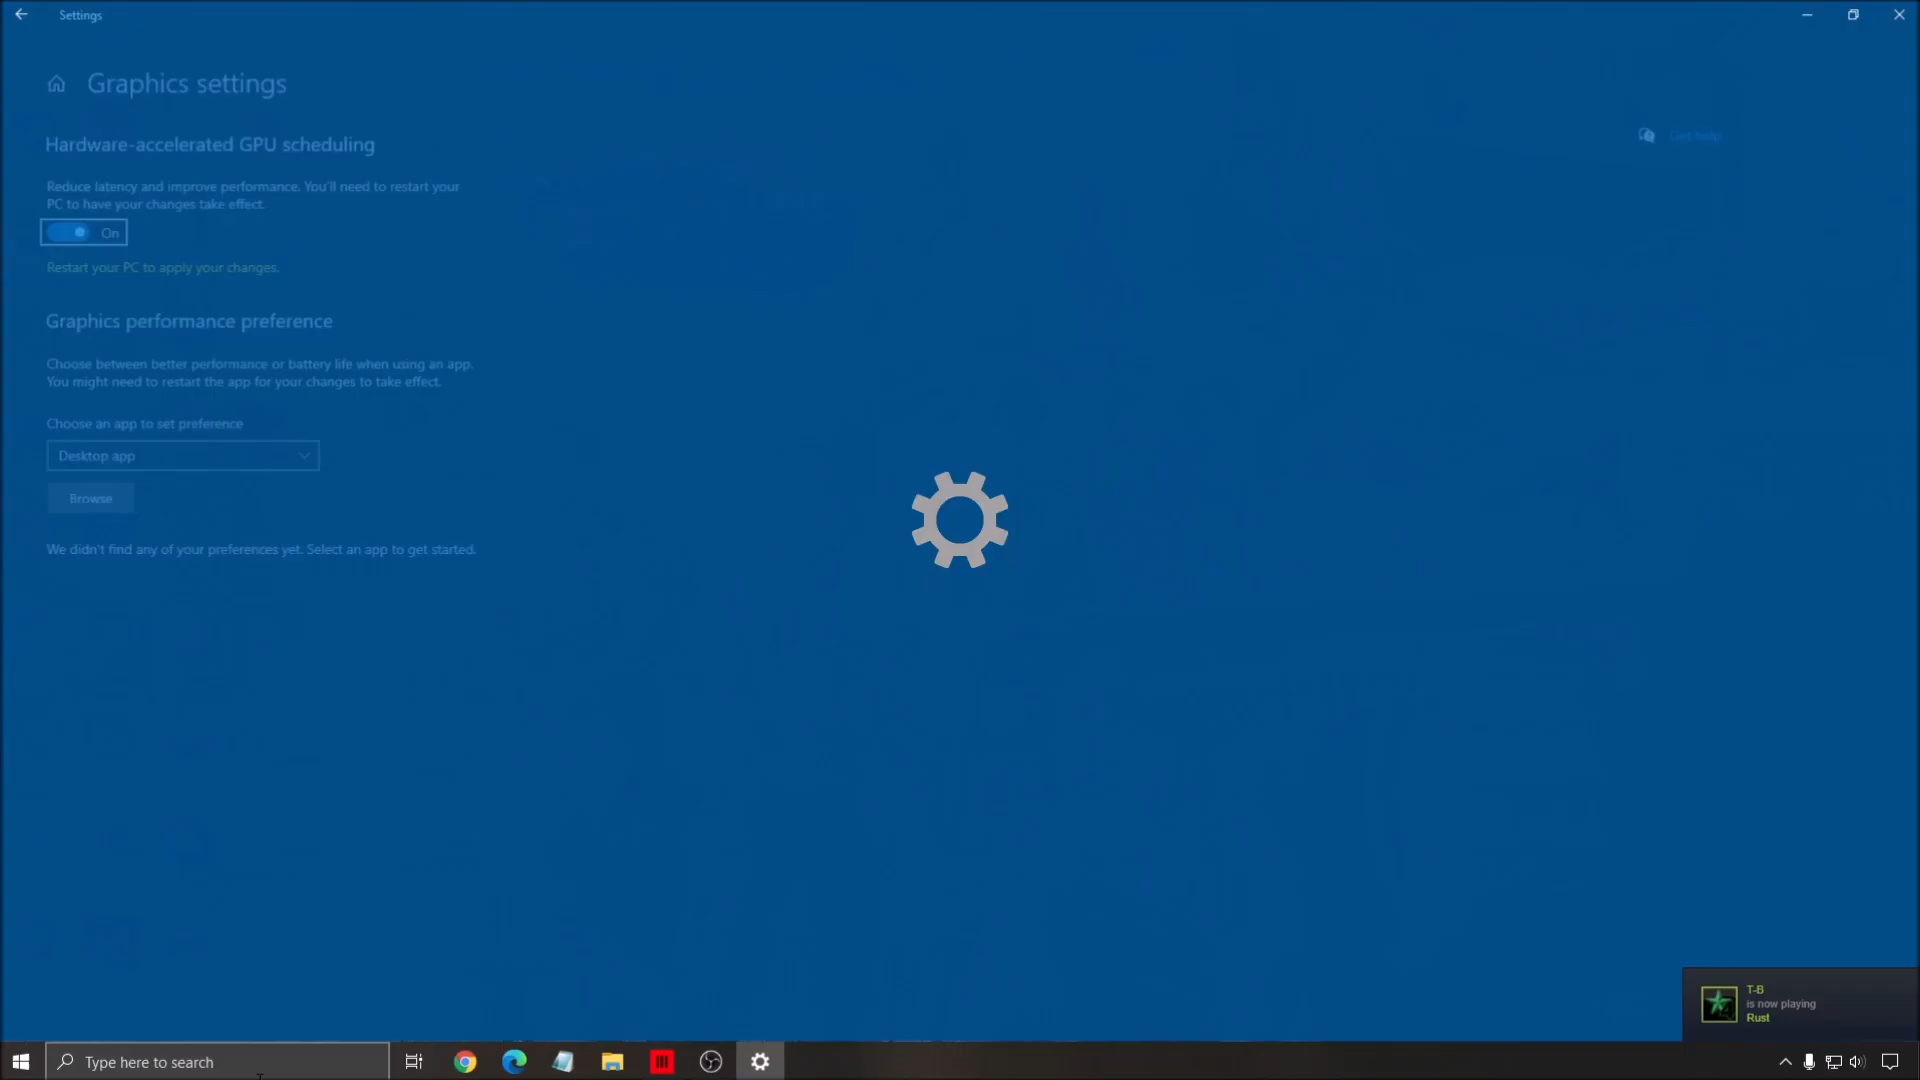 Settings
Graphics settings
Hardware-accelerated GPU scheduling
Get help
Reduce latency and improve performance. You'll need to restart your
PC to have your changes take effect.
On
Restart your PC to apply your changes.
Graphics performance preference
Choose between better performance or battery life when using an app.
You might need to restart the app for your changes to take effect.
Choose an app to set preference
Desktop app
Browse
We didn't find any of your preferences yet. Select an app to get started.
T-B
is now playing
Rust
Type here to search